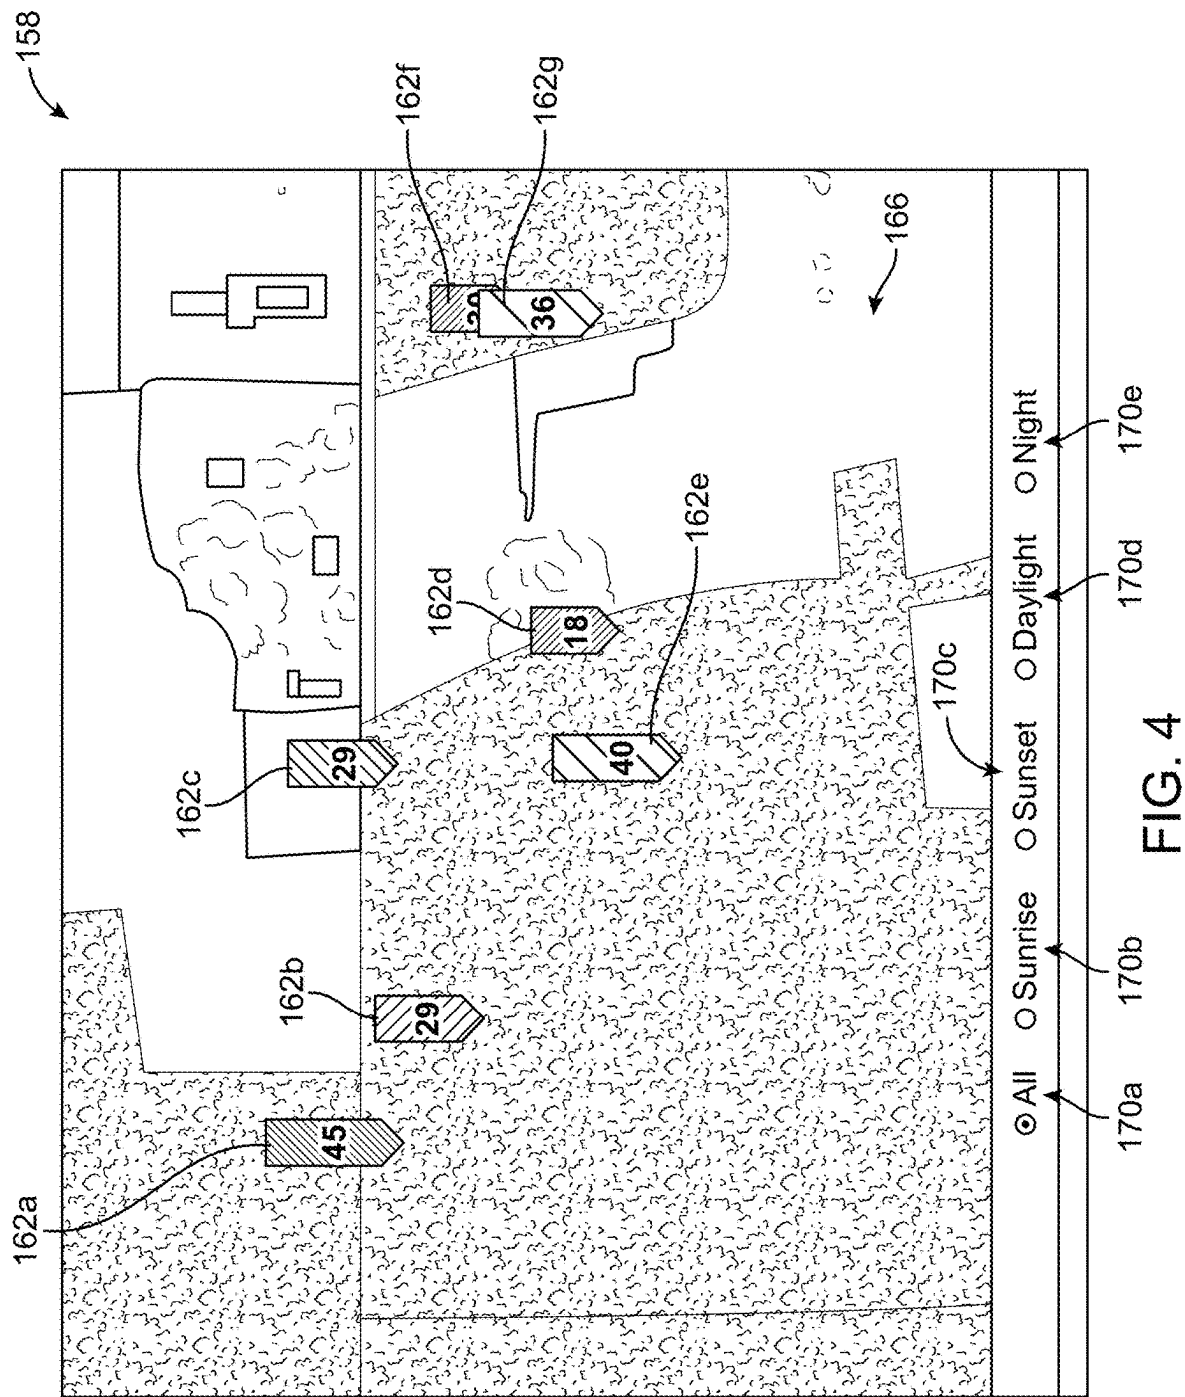 158
162f
162g
162a
162b
162c
162d
162e
45
29
29
18
40
36
166
All Sunrise Sunset Daylight Night
170a
170b
170c
170d
170e
FIG. 4